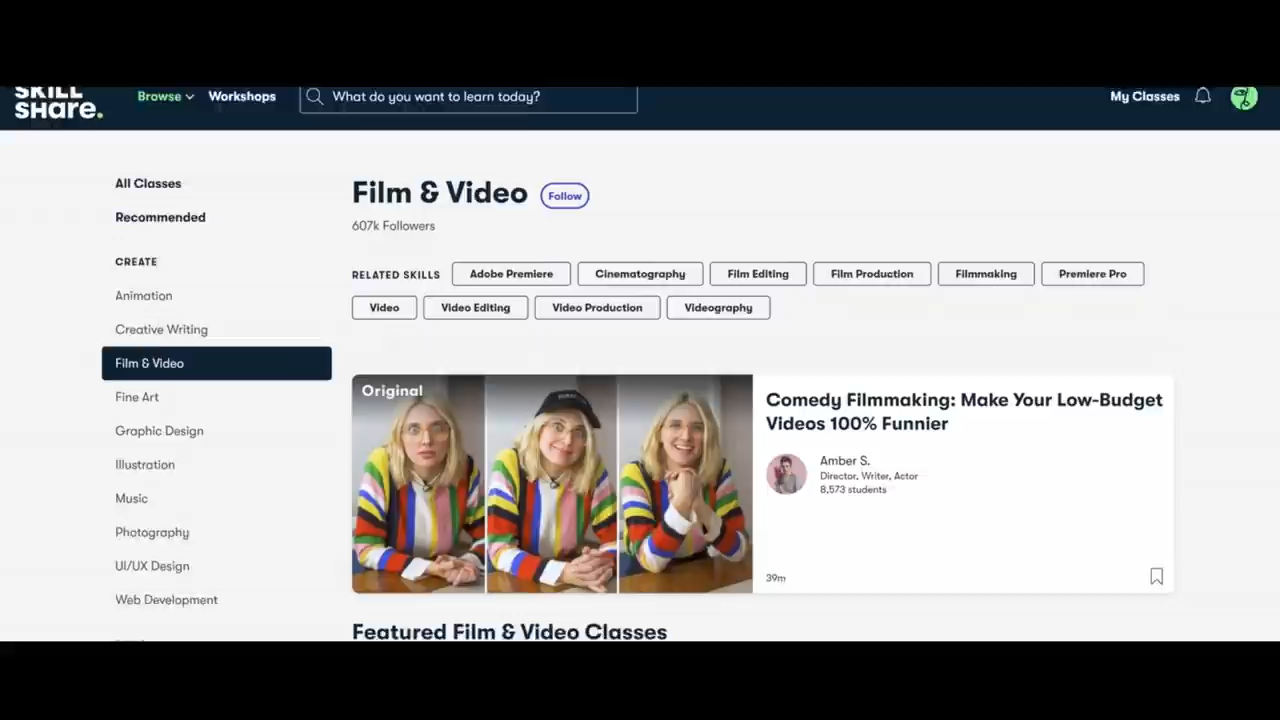 SKILL
SHare.
Browse
Workshops
What do you want to learn today?
My Classes
All Classes
Recommended
CREATE
Animation
Creative Writing
Film & Video
Fine Art
Graphic Design
Illustration
Music
Photography
UI/UX Design
Web Development
Film & Video
Follow
607k Followers
RELATED SKILLS
Adobe Premiere
Cinematography
Film Editing
Film Production
Filmmaking
Premiere Pro
Video
Video Editing
Video Production
Videography
Original
Comedy Filmmaking: Make Your Low-Budget
Videos 100% Funnier
Amber S.
Director, Writer, Actor
8,573 students
39m
Featured Film & Video Classes